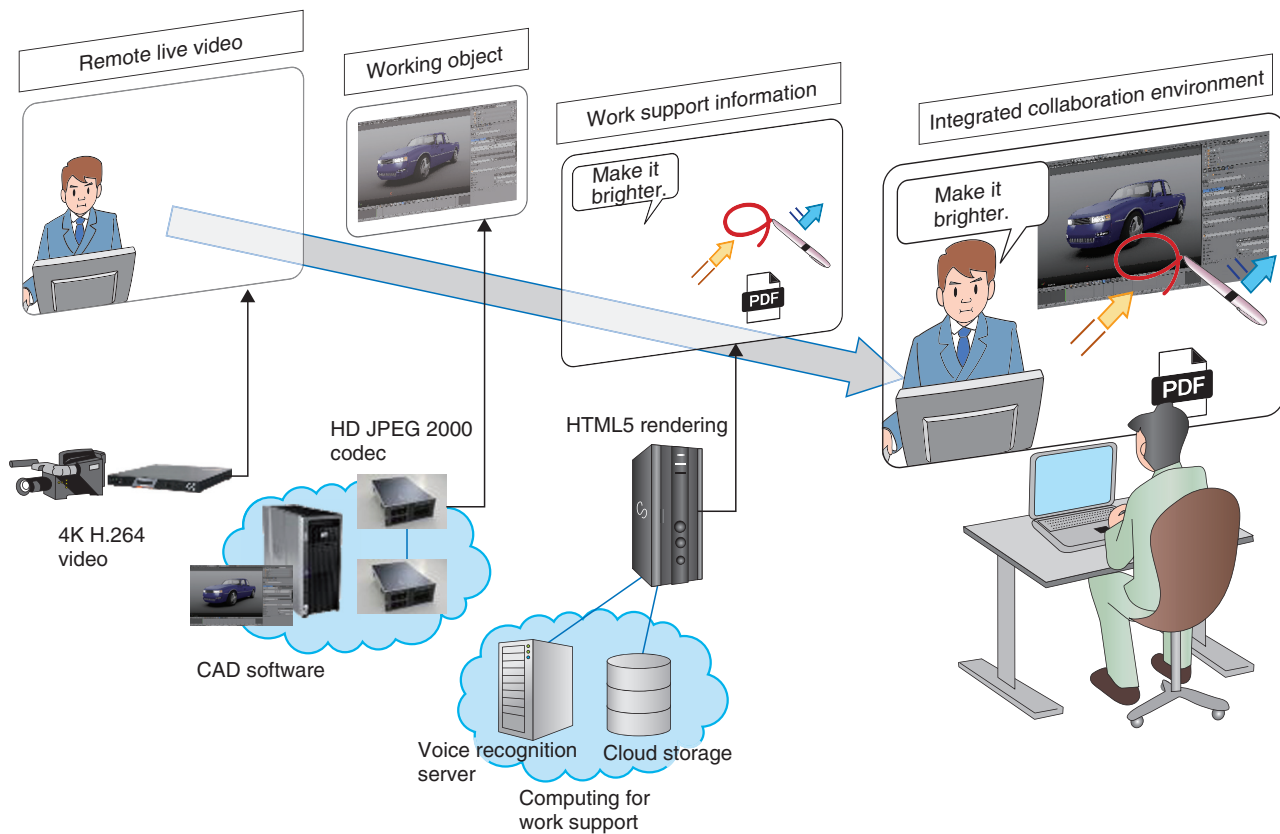 Remote live video
Working object
Work support information
Integrated collaboration environment
Make it
brighter.
PDF
Make it
brighter.
PDF
4K H.264
video
HD JPEG 2000
codec
CAD software
HTML5 rendering
Voice recognition
server
Cloud storage
Computing for
work support